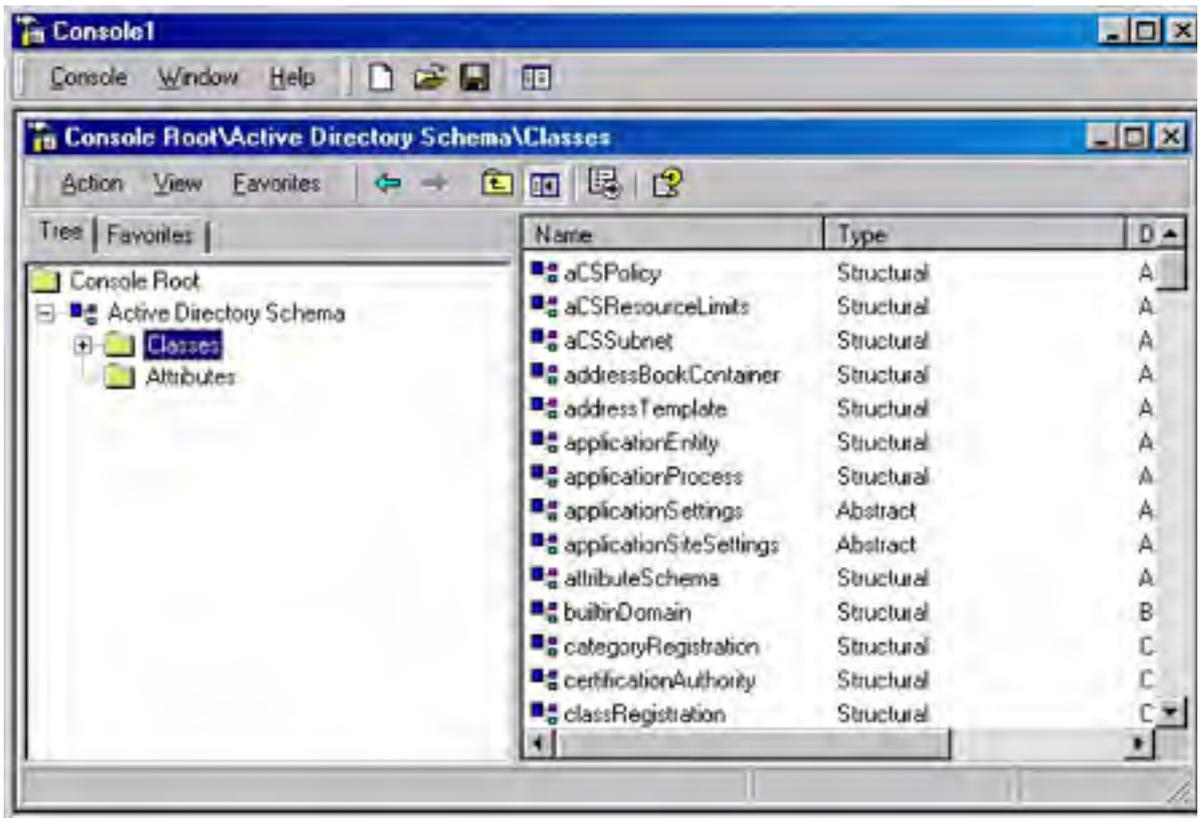 Console1
Console Window Help
Console Root\Active Directory Schema\Classes
Action View Favorites
Tree Favorites
Console Root
Active Directory Schema
Classes
Attributes
Name Type D
aCSPolicy Structural A
aCSResourceLimits Structural A
aCSSubnet Structural A
addressBookContainer Structural A
addressTemplate Structural A
applicationEntity Structural A
applicationProcess Structural A
applicationSettings Abstract A
applicationSiteSettings Abstract A
attributeSchema Structural A
builtinDomain Structural B
categoryRegistration Structural C
certificationAuthority Structural C
classRegistration Structural C